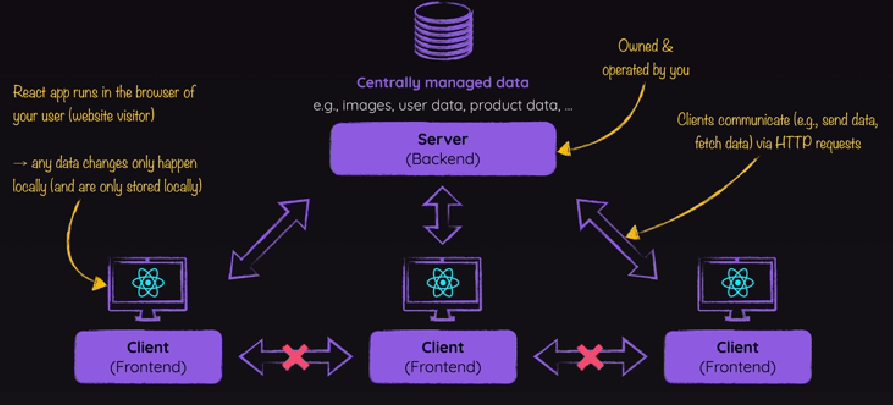 Centrally managed data
e.g., images, user data, product data, ...
Server
(Backend)
Owned &
operated by you
React app runs in the browser of
your user (website visitor)
→ any data changes only happen
locally (and are only stored locally)
Clients communicate (e.g., send data,
fetch data) via HTTP requests
Client
(Frontend)
Client
(Frontend)
Client
(Frontend)